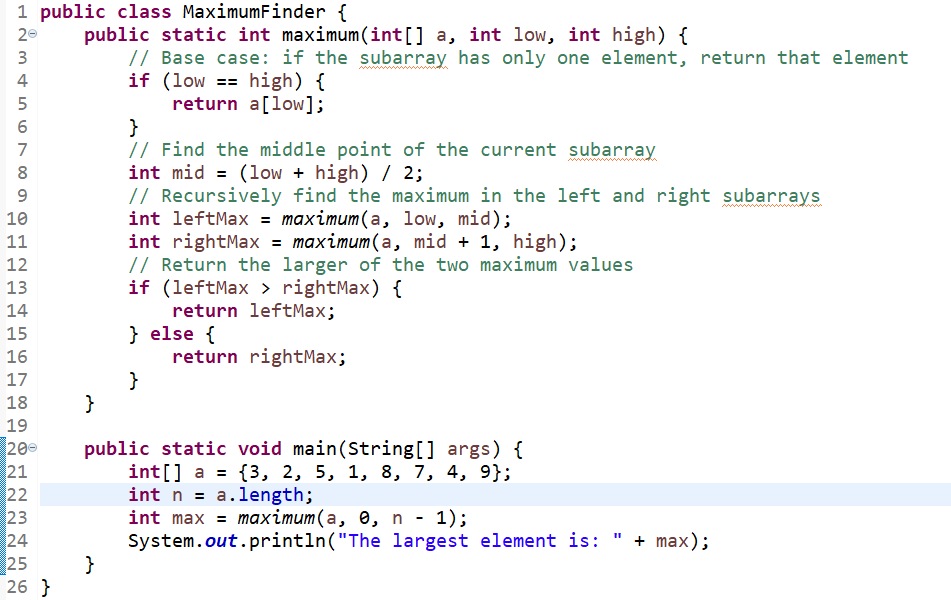 1 public class MaximumFinder {
2 public static int maximum(int[] a, int low, int high) {
3 // Base case: if the subarray has only one element, return that element
4 if (low == high) {
5 return a[low];
6 }
7 // Find the middle point of the current subarray
8 int mid = (low + high) / 2;
9 // Recursively find the maximum in the left and right subarrays
10 int leftMax = maximum(a, low, mid);
11 int rightMax = maximum(a, mid + 1, high);
12 // Return the larger of the two maximum values
13 if (leftMax > rightMax) {
14 return leftMax;
15 } else {
16 return rightMax;
17 }
18 }
19
20 public static void main(String[] args) {
21 int[] a = {3, 2, 5, 1, 8, 7, 4, 9};
22 int n = a.length;
23 int max = maximum(a, 0, n - 1);
24 System.out.println("The largest element is: " + max);
25 }
26 }